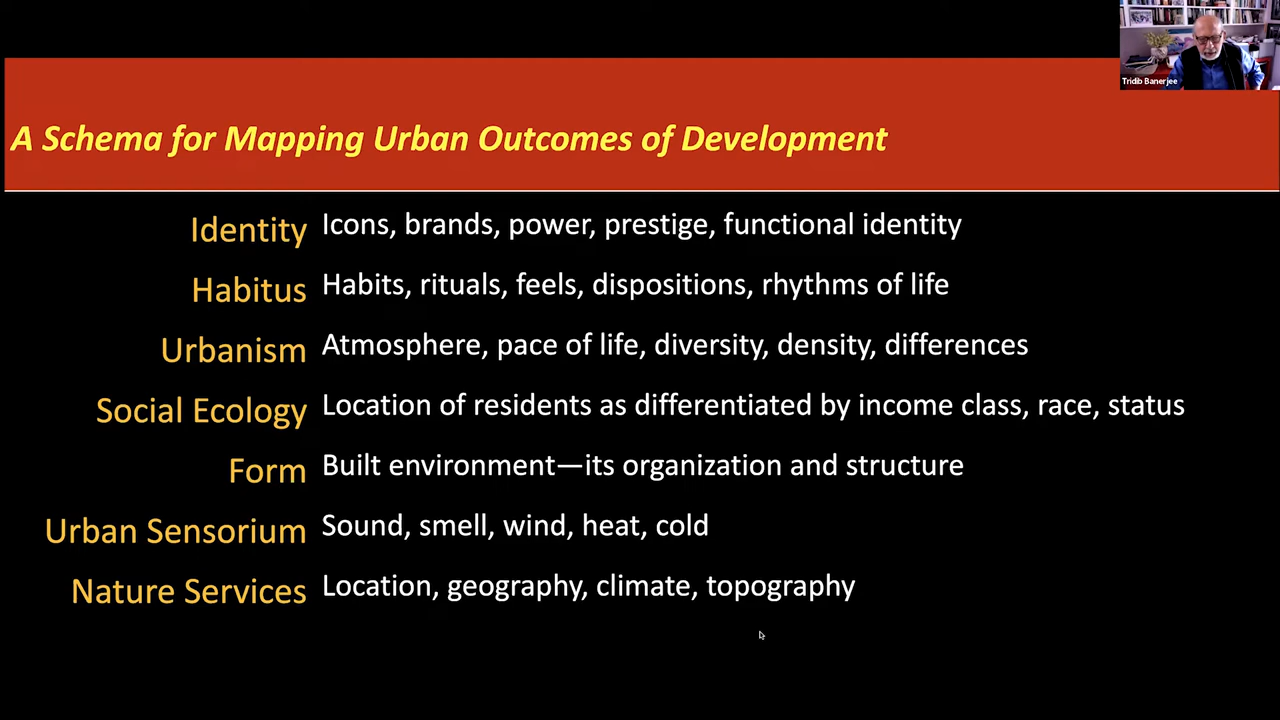 Tridib Banerjee
A Schema for Mapping Urban Outcomes of Development
Identity Icons, brands, power, prestige, functional identity
Habitus Habits, rituals, feels, dispositions, rhythms of life
Urbanism Atmosphere, pace of life, diversity, density, differences
Social Ecology Location of residents as differentiated by income class, race, status
Form Built environment—its organization and structure
Urban Sensorium Sound, smell, wind, heat, cold
Nature Services Location, geography, climate, topography